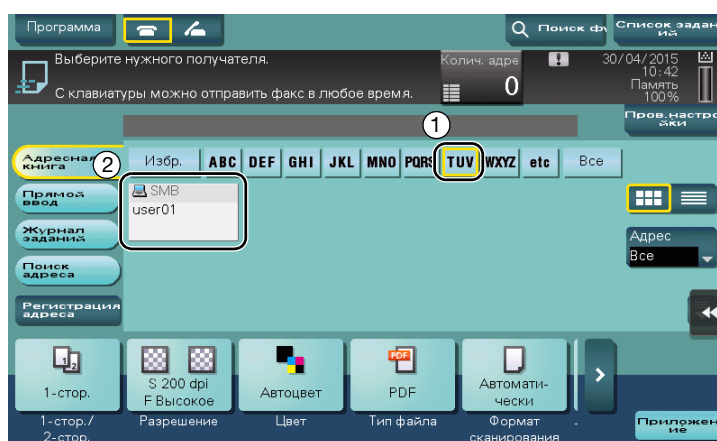 Программа
Поиск фу
Список задан
ий
Выберите нужного получателя.
С клавиатуры можно отправить факс в любое время.
Колич. адре
0
30/04/2015
10:42
Память
100%
Пров.настро
йки
1
Адресная
книга
2
Избр.
ABC
DEF
GHI
JKL
MNO
PQRS
TUV
WXYZ
etc
Все
Прямой
ввод
SMB
user01
Журнал
заданий
Адрес
Все
Поиск
адреса
Регистрация
адреса
1-стор.
S 200 dpi
F Высокое
Автоцвет
PDF
PDF
Автомати-
чески
1-стор./
2-стор.
Разрешение
Цвет
Тип файла
Формат
сканирования
Приложен
ие